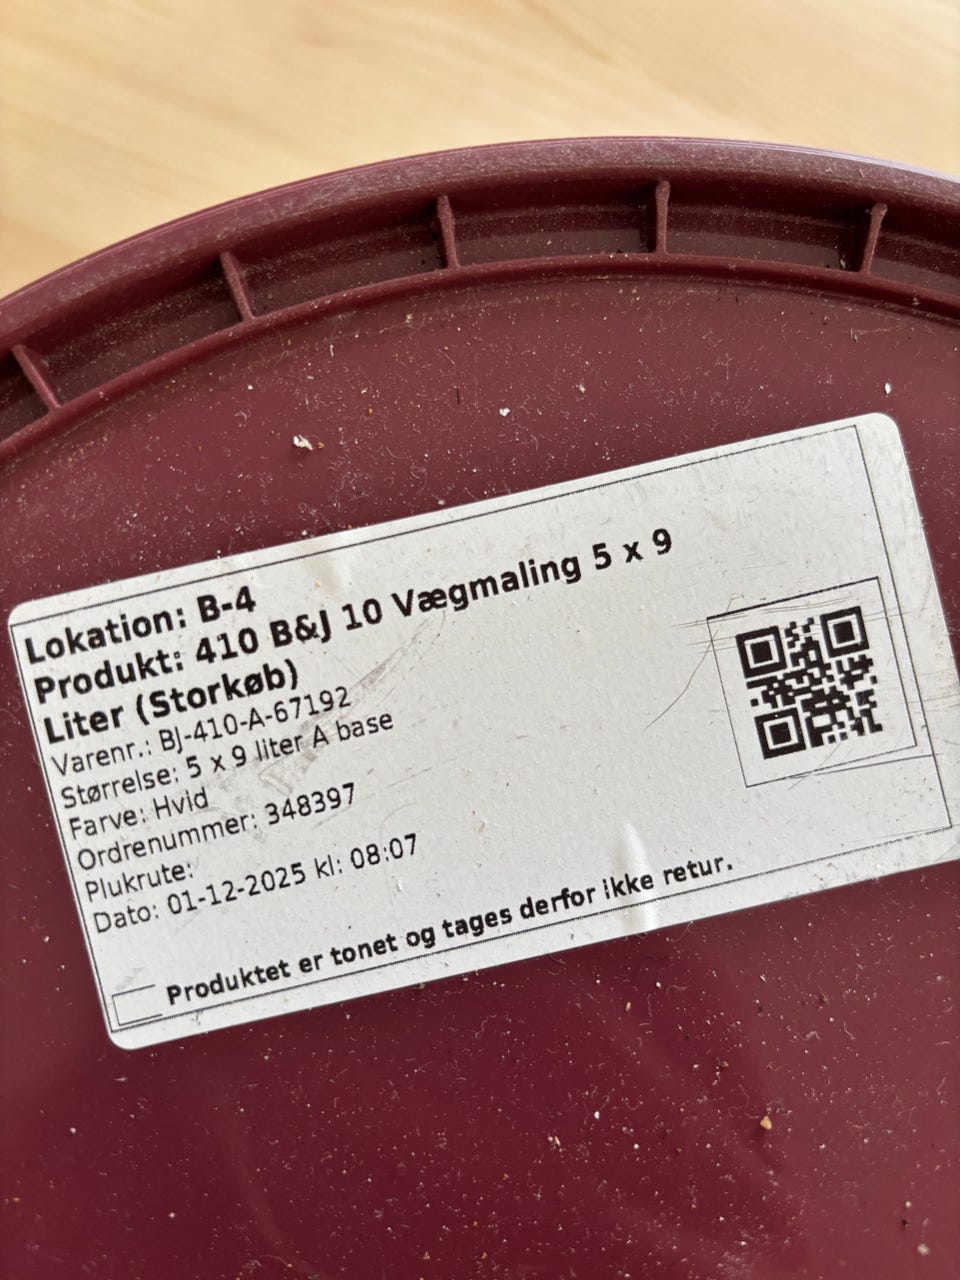 Lokation: B-4
Produkt: 410 B&J 10 Vægmaling 5 x 9
Liter (Storkøb)
Varenr.: BJ-410-A-67192
Størrelse: 5 x 9 liter A base
Farve: Hvid
Ordrenummer: 348397
Plukrute:
Dato: 01-12-2025 kl: 08:07
Produktet er tonet og tages derfor ikke retur.